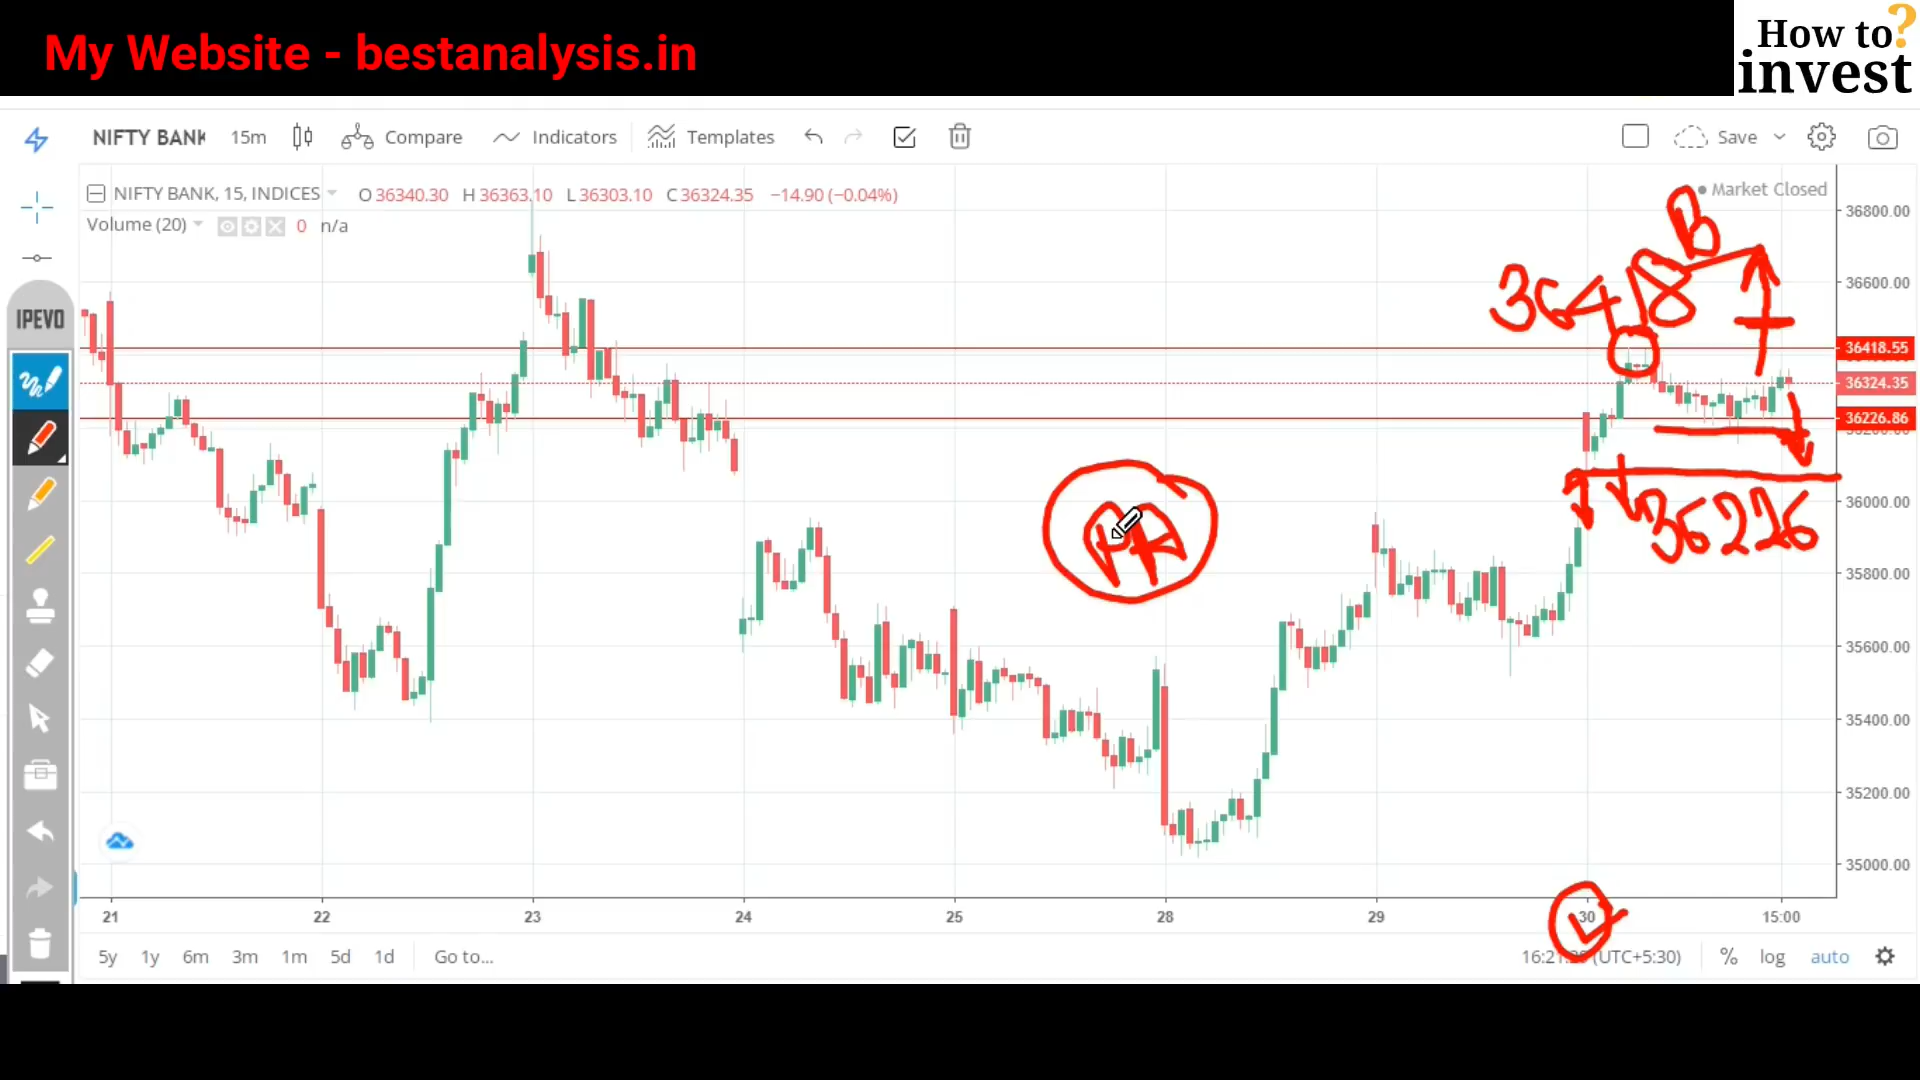 My Website - bestanalysis.in
How to?
invest
NIFTY BANK 15m Compare Indicators Templates Save
NIFTY BANK, 15, INDICES O 36340.30 H 36363.10 L 36303.10 C 36324.35 −14.90 (−0.04%)
Market Closed
Volume (20) 0 n/a
IPEVO
B
36418
36226
36800.00
36600.00
36418.55
36324.35
36226.86
36000.00
35800.00
35600.00
35400.00
35200.00
35000.00
21 22 23 24 25 28 29 30 15:00
5y 1y 6m 3m 1m 5d 1d Go to... (UTC+5:30) % log auto